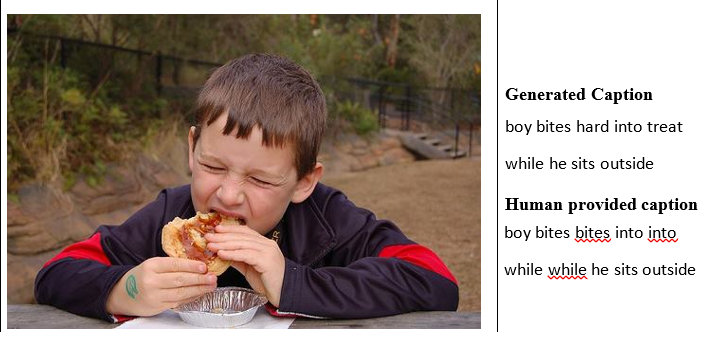 Generated Caption
boy bites hard into treat
while he sits outside
Human provided caption
boy bites bites into into
while while he sits outside